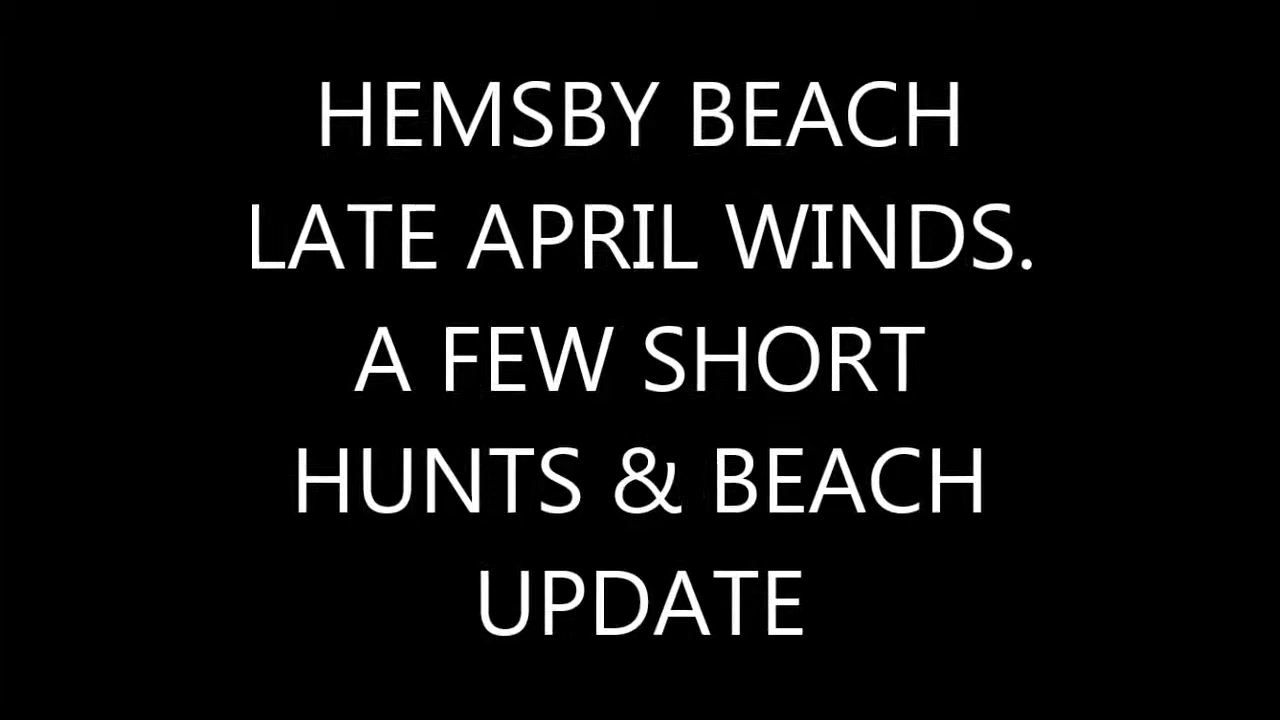 HEMSBY BEACH
LATE APRIL WINDS.
A FEW SHORT
HUNTS & BEACH
UPDATE